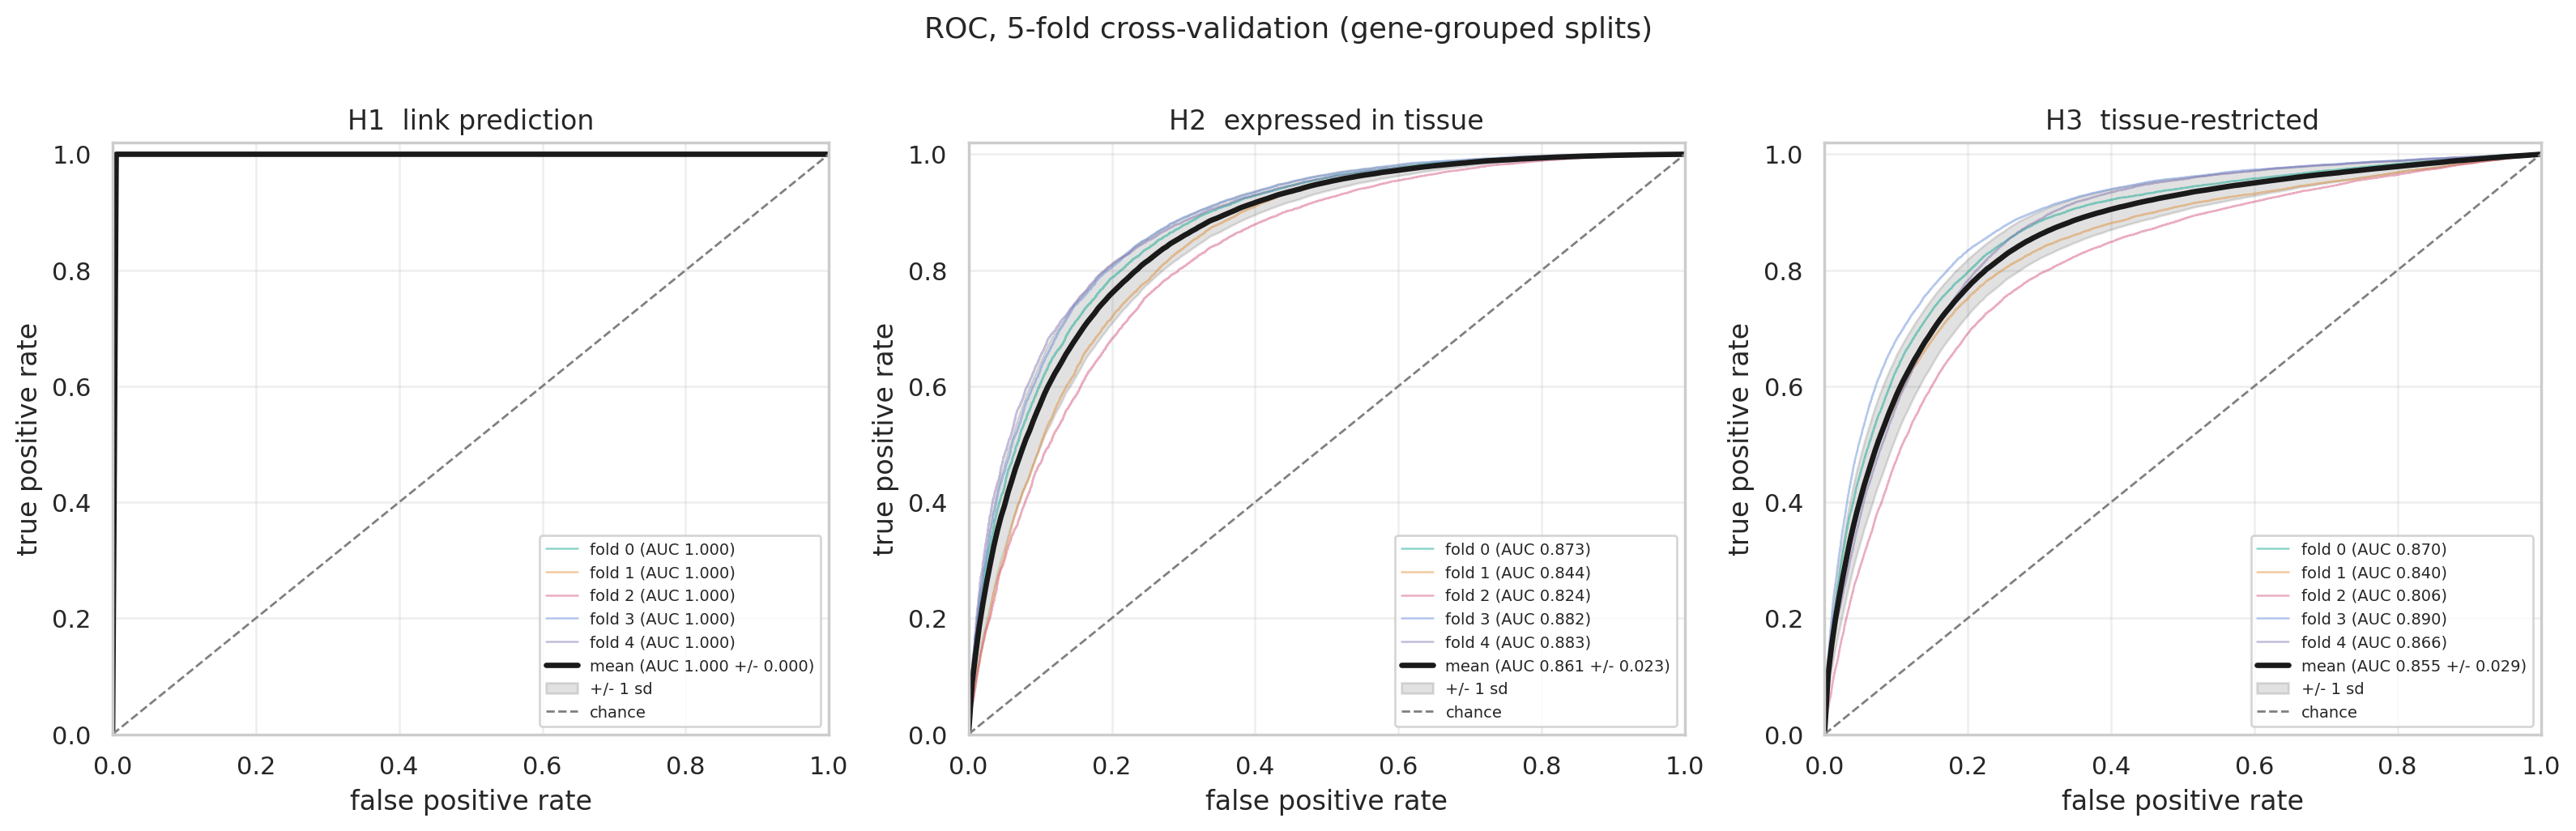 ROC, 5-fold cross-validation (gene-grouped splits)
H1  link prediction
true positive rate
1.0
0.8
0.6
0.4
0.2
0.0
0.0 0.2 0.4 0.6 0.8 1.0
false positive rate
fold 0 (AUC 1.000)
fold 1 (AUC 1.000)
fold 2 (AUC 1.000)
fold 3 (AUC 1.000)
fold 4 (AUC 1.000)
mean (AUC 1.000 +/- 0.000)
+/- 1 sd
chance
H2  expressed in tissue
true positive rate
1.0
0.8
0.6
0.4
0.2
0.0
0.0 0.2 0.4 0.6 0.8 1.0
false positive rate
fold 0 (AUC 0.873)
fold 1 (AUC 0.844)
fold 2 (AUC 0.824)
fold 3 (AUC 0.882)
fold 4 (AUC 0.883)
mean (AUC 0.861 +/- 0.023)
+/- 1 sd
chance
H3  tissue-restricted
true positive rate
1.0
0.8
0.6
0.4
0.2
0.0
0.0 0.2 0.4 0.6 0.8 1.0
false positive rate
fold 0 (AUC 0.870)
fold 1 (AUC 0.840)
fold 2 (AUC 0.806)
fold 3 (AUC 0.890)
fold 4 (AUC 0.866)
mean (AUC 0.855 +/- 0.029)
+/- 1 sd
chance